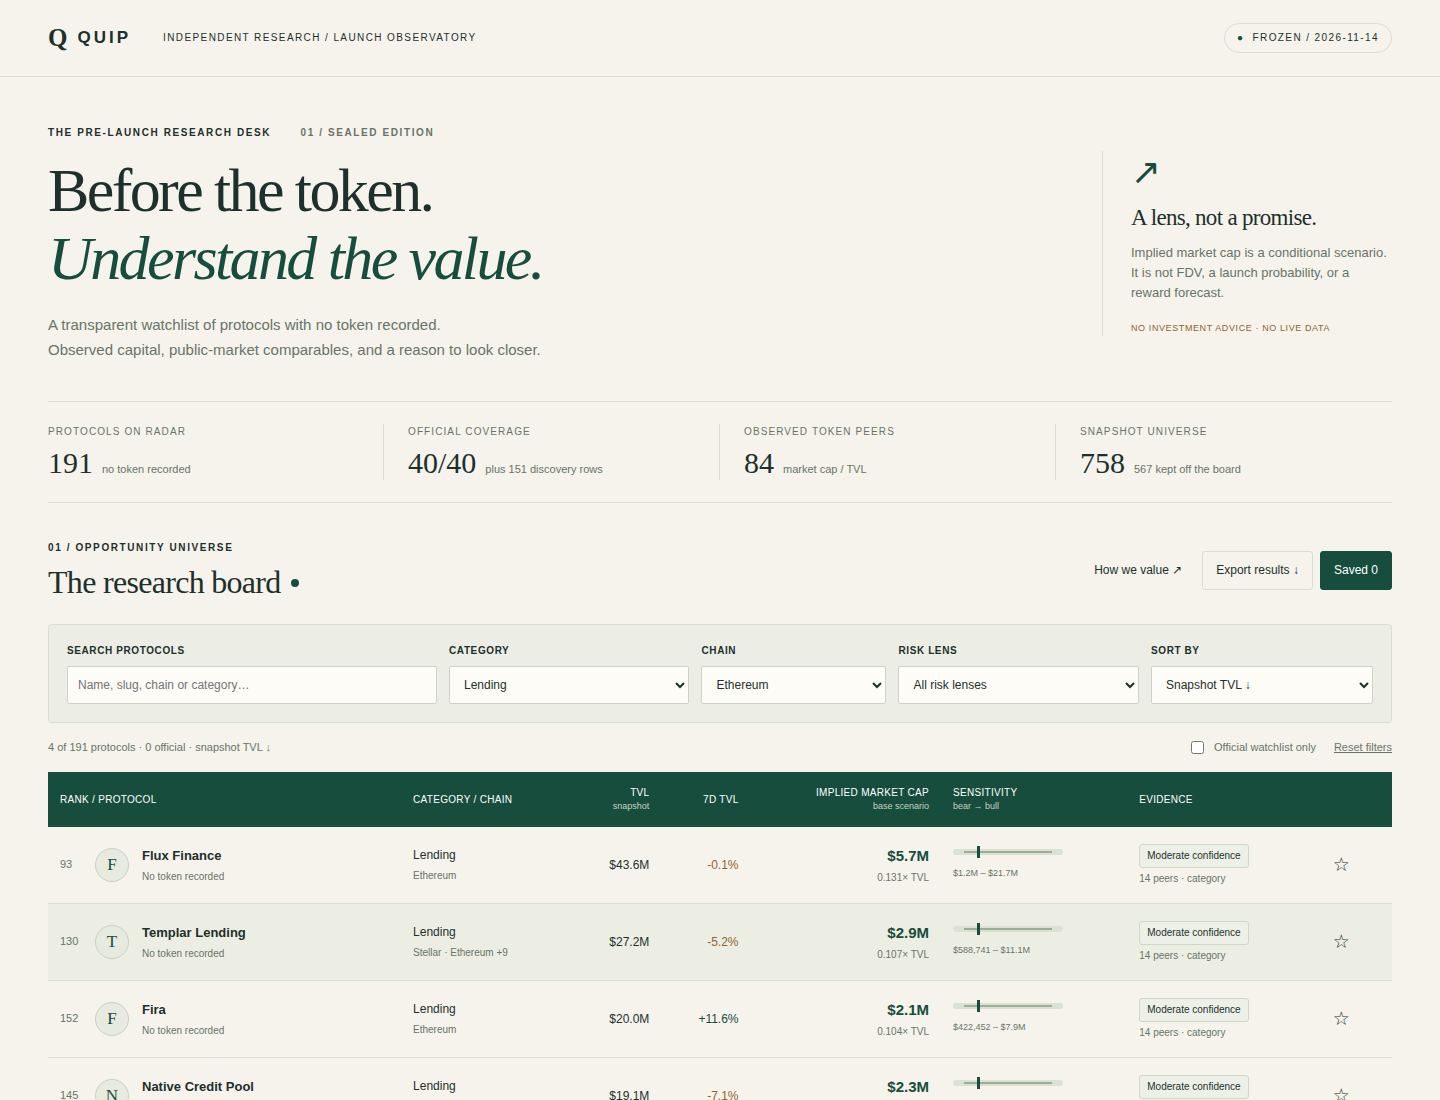 Q QUIP
INDEPENDENT RESEARCH / LAUNCH OBSERVATORY
● FROZEN / 2026-11-14
THE PRE-LAUNCH RESEARCH DESK
01 / SEALED EDITION
Before the token.
Understand the value.
A transparent watchlist of protocols with no token recorded.
Observed capital, public-market comparables, and a reason to look closer.
↗
A lens, not a promise.
Implied market cap is a conditional scenario.
It is not FDV, a launch probability, or a
reward forecast.
NO INVESTMENT ADVICE · NO LIVE DATA
PROTOCOLS ON RADAR
191 no token recorded
OFFICIAL COVERAGE
40/40 plus 151 discovery rows
OBSERVED TOKEN PEERS
84 market cap / TVL
SNAPSHOT UNIVERSE
758 567 kept off the board
01 / OPPORTUNITY UNIVERSE
The research board
How we value ↗
Export results ↓
Saved 0
SEARCH PROTOCOLS
Name, slug, chain or category…
CATEGORY
Lending
CHAIN
Ethereum
RISK LENS
All risk lenses
SORT BY
Snapshot TVL ↓
4 of 191 protocols · 0 official · snapshot TVL ↓
Official watchlist only
Reset filters
RANK / PROTOCOL
CATEGORY / CHAIN
TVL
snapshot
7D TVL
IMPLIED MARKET CAP
base scenario
SENSITIVITY
bear → bull
EVIDENCE
93
F
Flux Finance
No token recorded
Lending
Ethereum
$43.6M
-0.1%
$5.7M
0.131× TVL
$1.2M – $21.7M
Moderate confidence
14 peers · category
☆
130
T
Templar Lending
No token recorded
Lending
Stellar · Ethereum +9
$27.2M
-5.2%
$2.9M
0.107× TVL
$588,741 – $11.1M
Moderate confidence
14 peers · category
☆
152
F
Fira
No token recorded
Lending
Ethereum
$20.0M
+11.6%
$2.1M
0.104× TVL
$422,452 – $7.9M
Moderate confidence
14 peers · category
☆
145
N
Native Credit Pool
Lending
$19.1M
-7.1%
$2.3M
Moderate confidence
☆